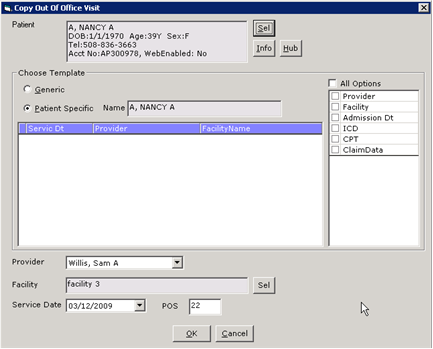 Copy Out Of Office Visit
Patient
A, NANCY A
DOB:1/1/1970 Age:39Y Sex:F
Tel:508-836-3663
Acct No:AP300978, WebEnabled: No
Sel
Info Hub
Choose Template
Generic
Patient Specific Name A, NANCY A
All Options
Provider
Facility
Admission Dt
ICD
CPT
ClaimData
Servic Dt Provider FacilityName
Provider Willis, Sam A
Facility facility 3 Sel
Service Date 03/12/2009 POS 22
OK Cancel